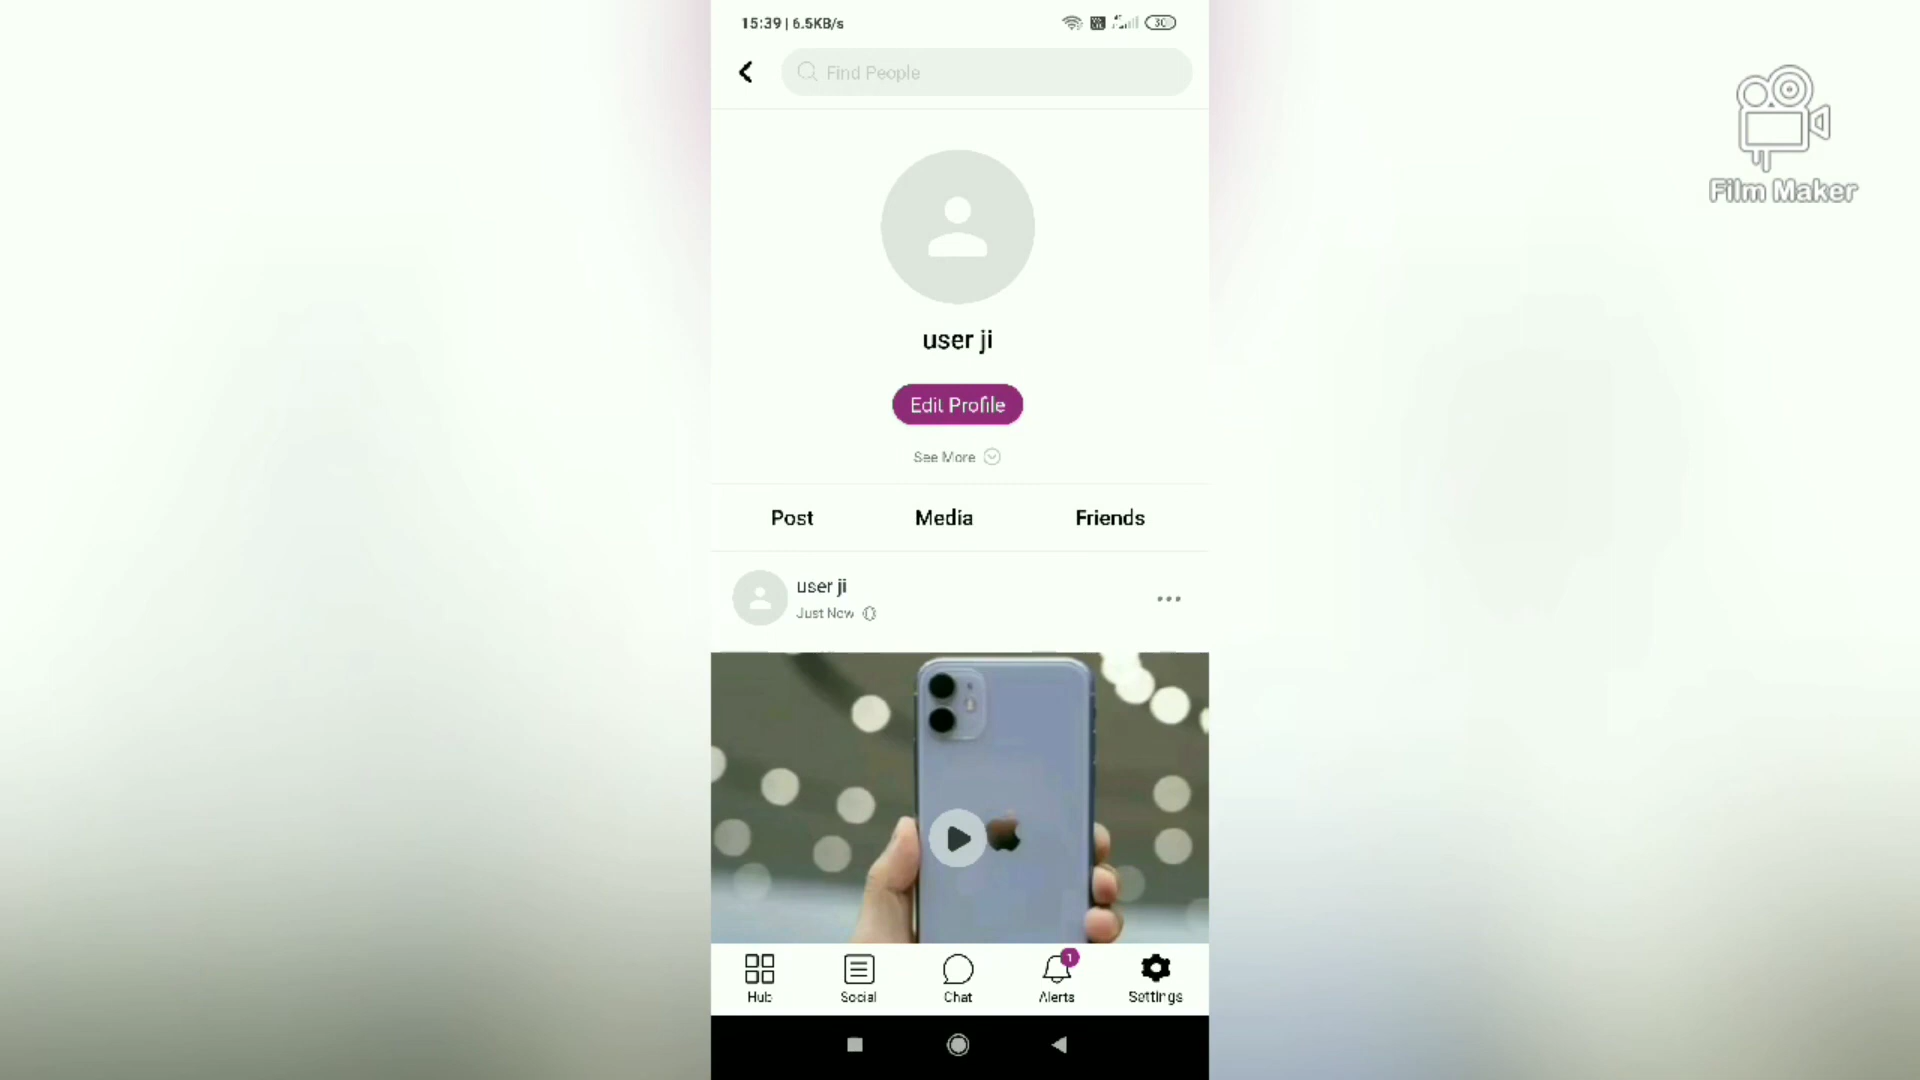 15:39 | 6.5KB/s
30
Find People
Film Maker
user ji
Edit Profile
See More
Post Media Friends
user ji
Just Now
1
Hub Social Chat Alerts Settings